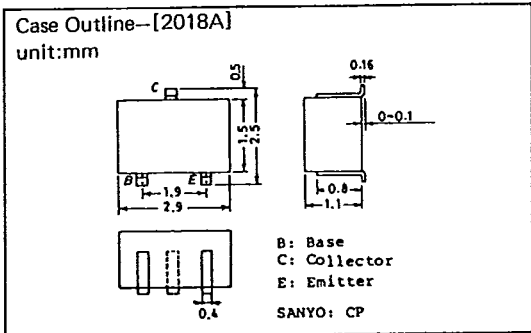 Case Outline—[2018A]
unit:mm
C
0.5
0.16
1.5
2.5
0~0.1
B
E
1.9
2.9
0.8
1.1
0.4
B: Base
C: Collector
E: Emitter
SANYO: CP